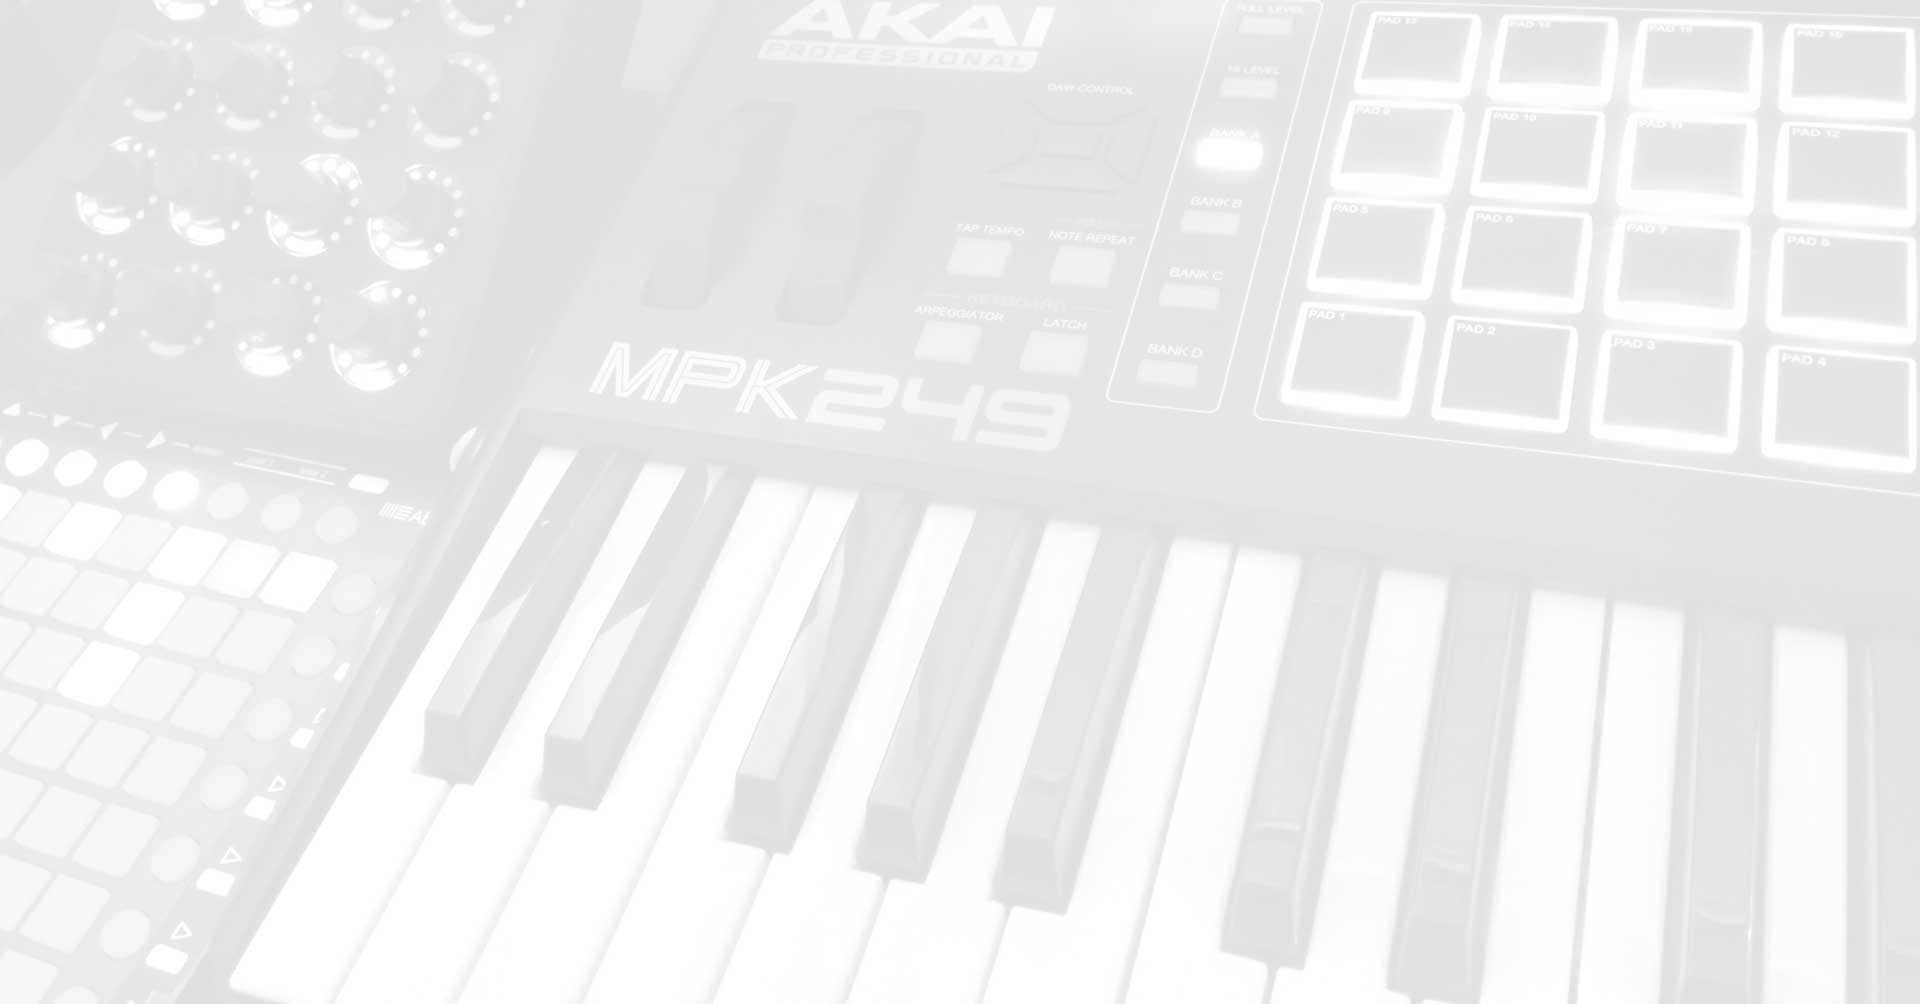 AKAI
PROFESSIONAL
FULL LEVEL
HI LEVEL
DAW CONTROL
BANK A
BANK B
TAP TEMPO
NOTE REPEAT
BANK C
KEYBOARD
ARPEGGIATOR
LATCH
BANK D
MPK249
PAD 13
PAD 14
PAD 15
PAD 16
PAD 9
PAD 10
PAD 11
PAD 12
PAD 5
PAD 6
PAD 7
PAD 8
PAD 1
PAD 2
PAD 3
PAD 4